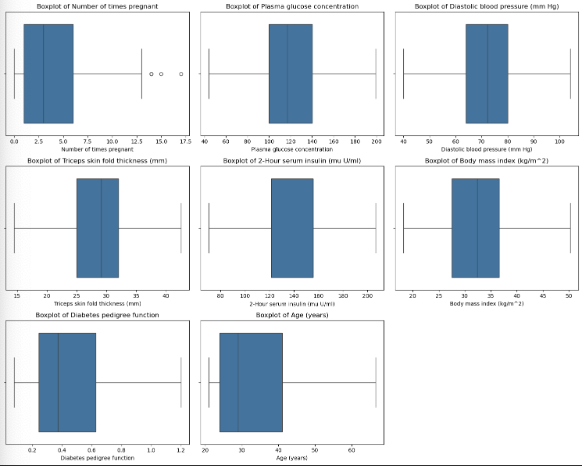 Boxplot of Number of times pregnant
0.0 2.5 5.0 7.5 10.0 12.5 15.0 17.5
Number of times pregnant
Boxplot of Plasma glucose concentration
40 60 80 100 120 140 160 180 200
Plasma glucose concentration
Boxplot of Diastolic blood pressure (mm Hg)
40 50 60 70 80 90 100
Diastolic blood pressure (mm Hg)
Boxplot of Triceps skin fold thickness (mm)
15 20 25 30 35 40
Triceps skin fold thickness (mm)
Boxplot of 2-Hour serum insulin (mu U/ml)
80 100 120 140 160 180 200
2-Hour serum insulin (mu U/ml)
Boxplot of Body mass index (kg/m^2)
20 25 30 35 40 45 50
Body mass index (kg/m^2)
Boxplot of Diabetes pedigree function
0.2 0.4 0.6 0.8 1.0 1.2
Diabetes pedigree function
Boxplot of Age (years)
20 30 40 50 60
Age (years)